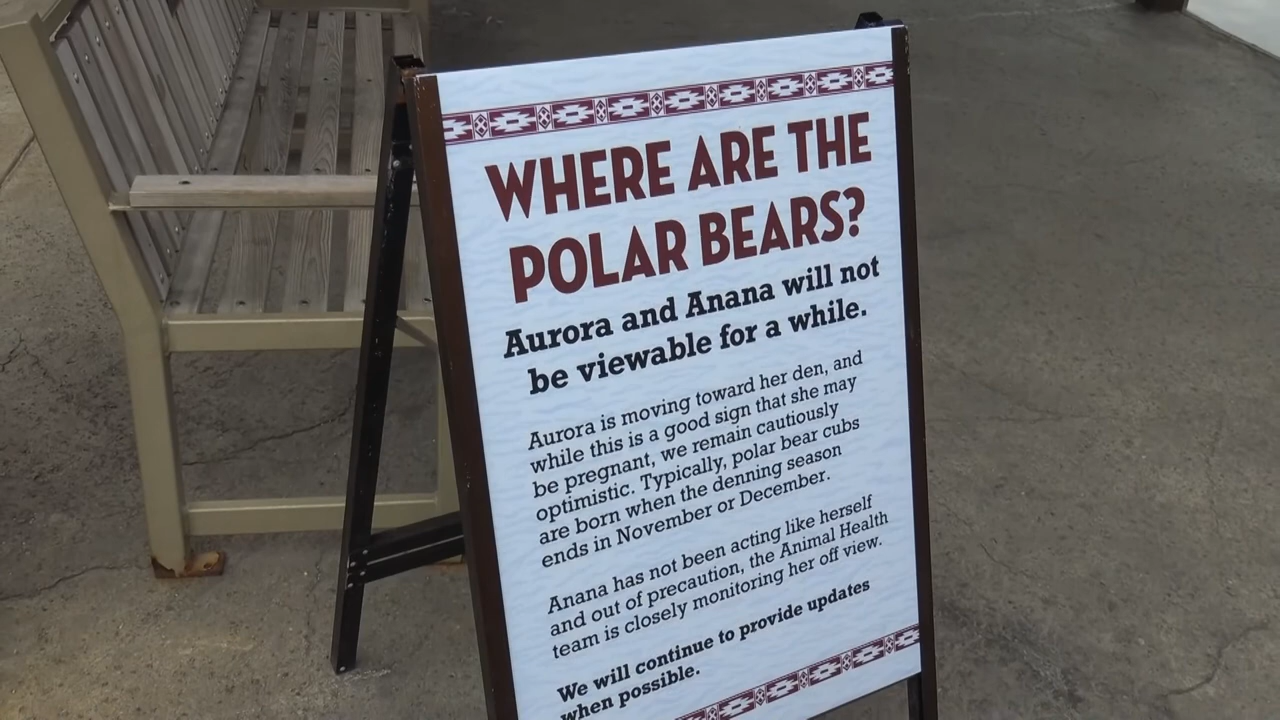 WHERE ARE THE
POLAR BEARS?
Aurora and Anana will not
be viewable for a while.
Aurora is moving toward her den, and
while this is a good sign that she may
be pregnant, we remain cautiously
optimistic. Typically, polar bear cubs
are born when the denning season
ends in November or December.
Anana has not been acting like herself
and out of precaution, the Animal Health
team is closely monitoring her off view.
We will continue to provide updates
when possible.